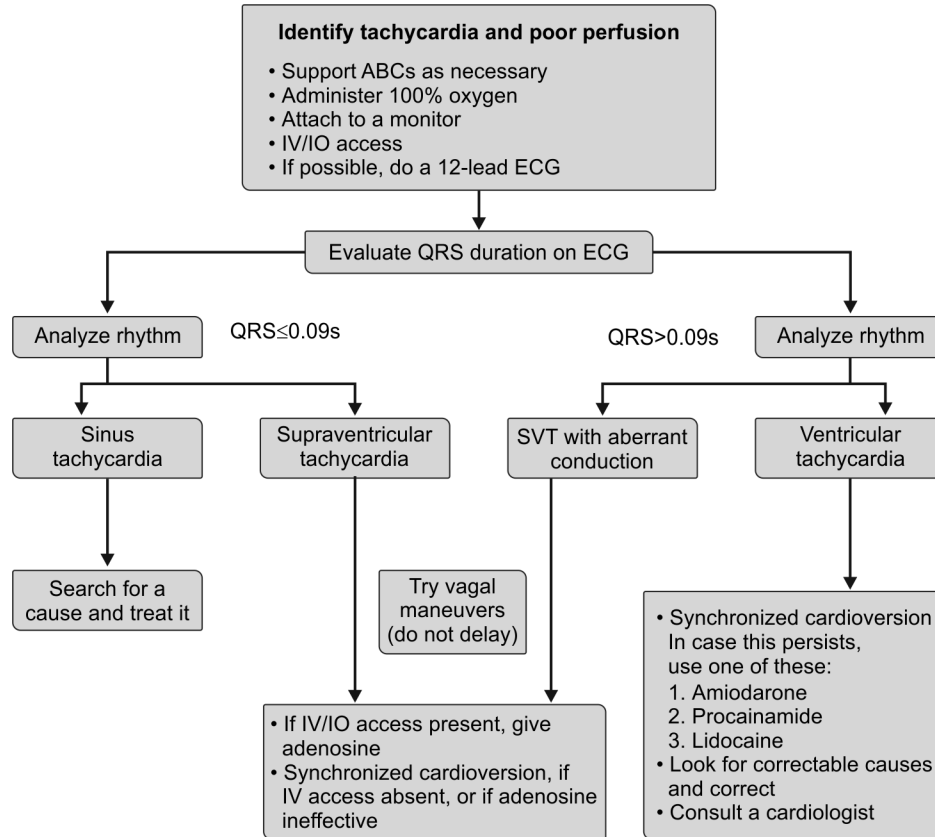 Identify tachycardia and poor perfusion
• Support ABCs as necessary
• Administer 100% oxygen
• Attach to a monitor
• IV/IO access
• If possible, do a 12-lead ECG
Evaluate QRS duration on ECG
Analyze rhythm
QRS≤0.09s
QRS>0.09s
Analyze rhythm
Sinus
tachycardia
Supraventricular
tachycardia
SVT with aberrant
conduction
Ventricular
tachycardia
Search for a
cause and treat it
Try vagal
maneuvers
(do not delay)
• If IV/IO access present, give
adenosine
• Synchronized cardioversion, if
IV access absent, or if adenosine
ineffective
• Synchronized cardioversion
In case this persists,
use one of these:
1. Amiodarone
2. Procainamide
3. Lidocaine
• Look for correctable causes
and correct
• Consult a cardiologist